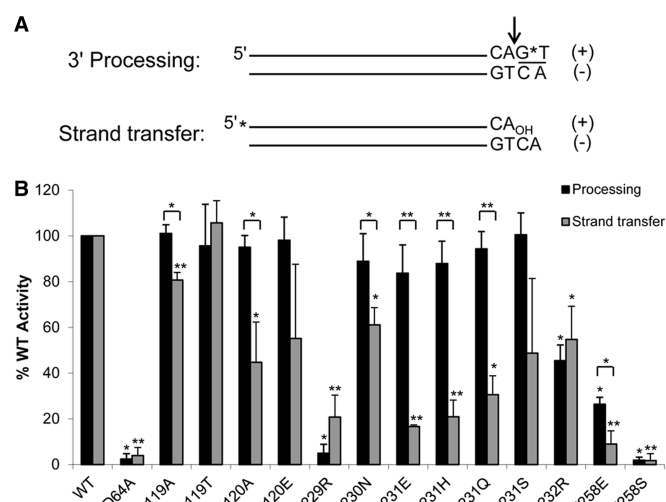 A
3' Processing:
5' CAG*T (+)
GTCA (-)
Strand transfer:
5'* CAOH (+)
GTCA (-)
B
% WT Activity
120
100
80
60
40
20
0
Processing
Strand transfer
*
*
*
**
**
**
*
* **
**
*
* **
*
**
**
*
*
* *
* **
* **
WT
D64A
119A
119T
120A
120E
229R
230N
231E
231H
231Q
231S
232R
258E
258S